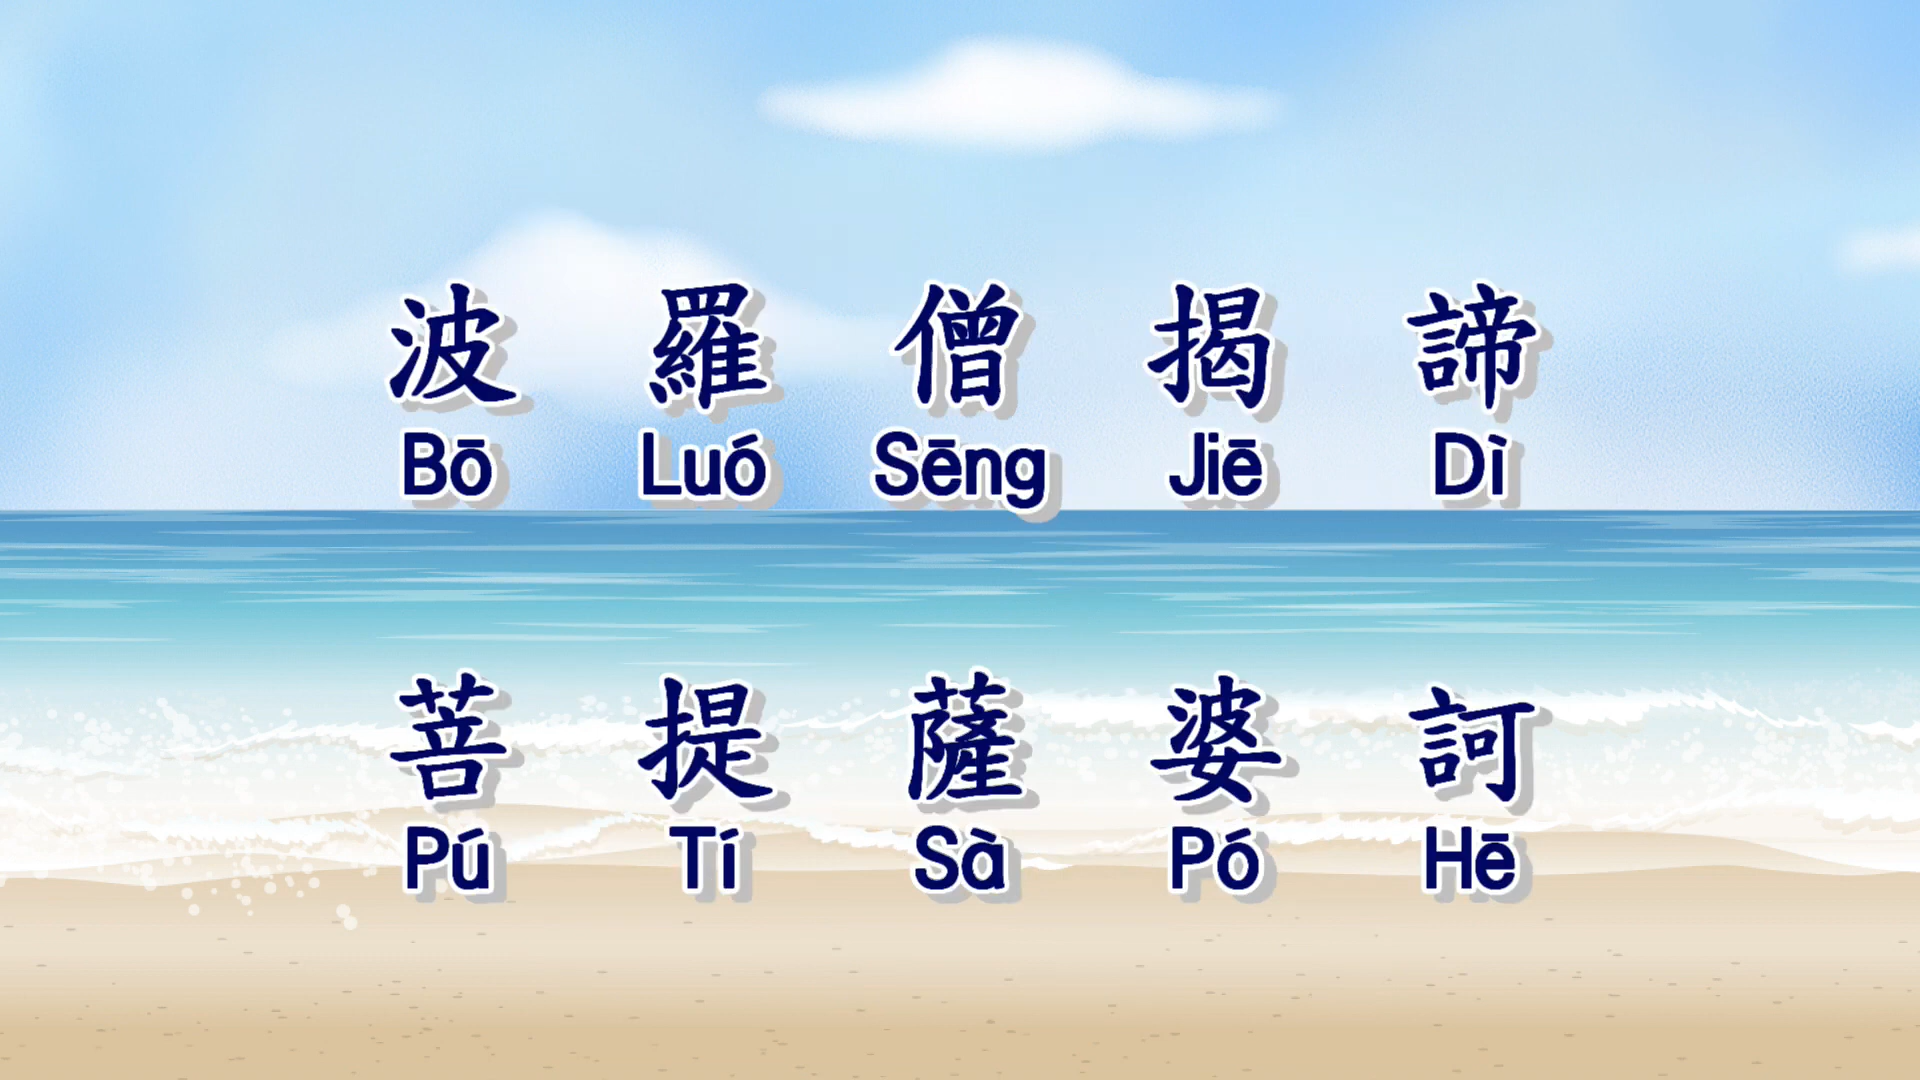 波 羅 僧 揭 諦
Bō Luó Sēng Jiē Dì
菩 提 薩 婆 訶
Pú Tí Sà Pó Hē